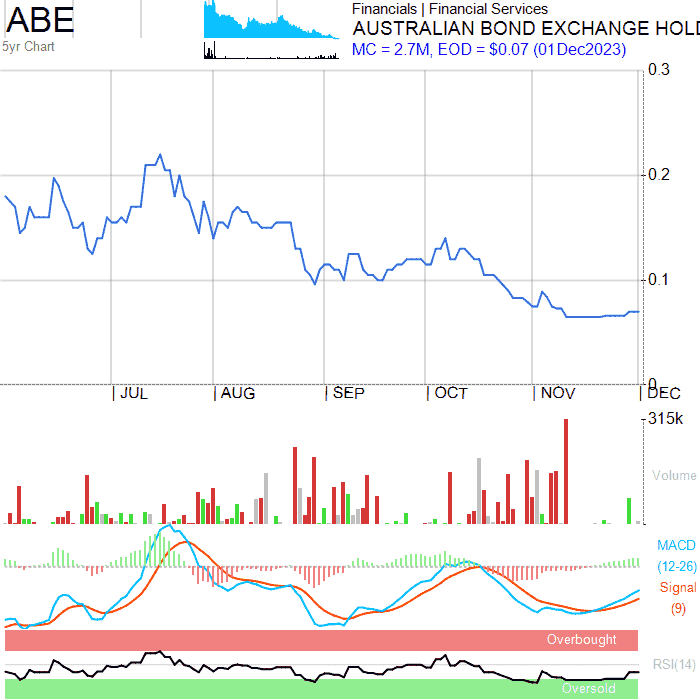 ABE
5yr Chart
Financials | Financial Services
AUSTRALIAN BOND EXCHANGE HOLD
MC = 2.7M, EOD = $0.07 (01Dec2023)
0.3
0.2
0.1
0
JUL
AUG
SEP
OCT
NOV
DEC
315k
Volume
MACD
(12-26)
Signal
(9)
Overbought
RSI(14)
Oversold